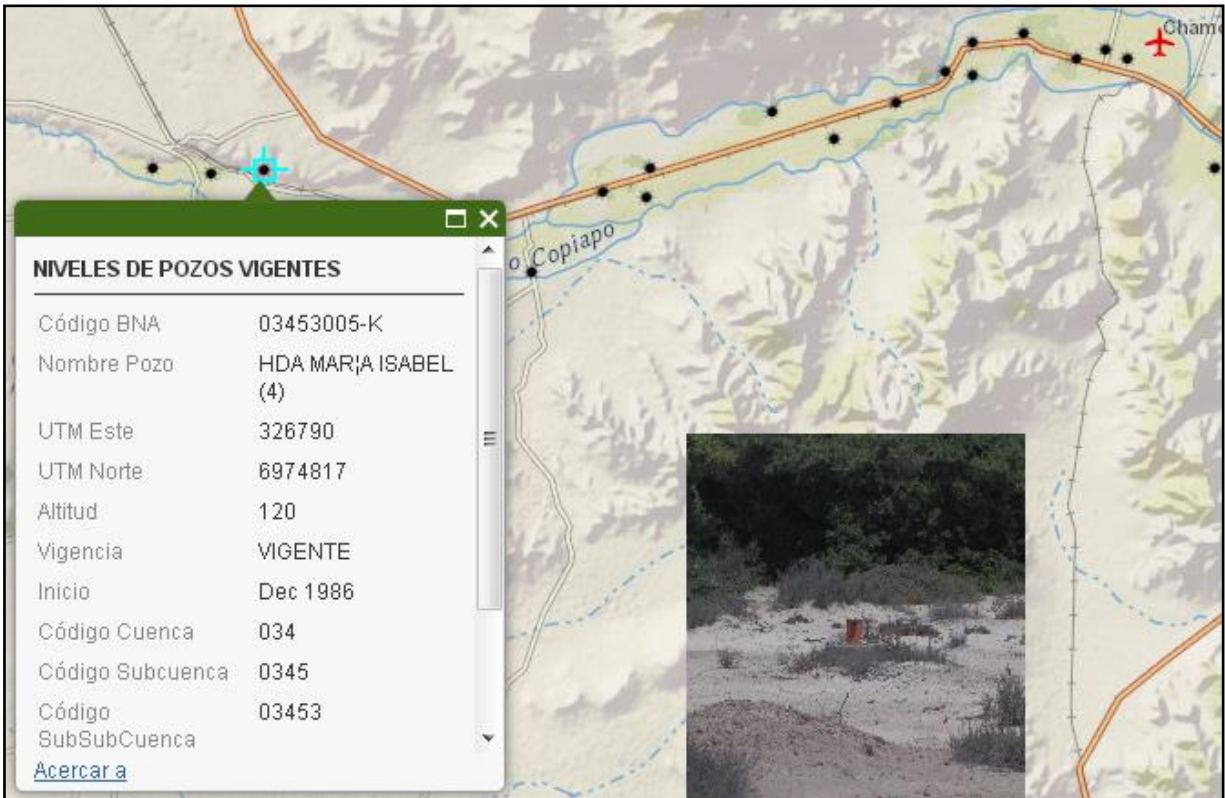 Cham
o Copiapo
NIVELES DE POZOS VIGENTES
Código BNA 03453005-K
Nombre Pozo HDA MAR¦A ISABEL
(4)
UTM Este 326790
UTM Norte 6974817
Altitud 120
Vigencia VIGENTE
Inicio Dec 1986
Código Cuenca 034
Código Subcuenca 0345
Código 03453
SubSubCuenca
Acercar a